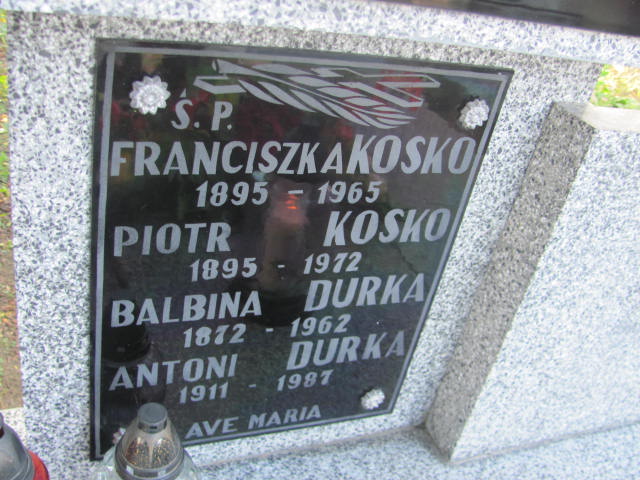 Ś. P.
FRANCISZKA KOSKO
1895 - 1965
PIOTR KOSKO
1895 - 1972
BALBINA DURKA
1872 - 1962
ANTONI DURKA
1911 - 1987
AVE MARIA